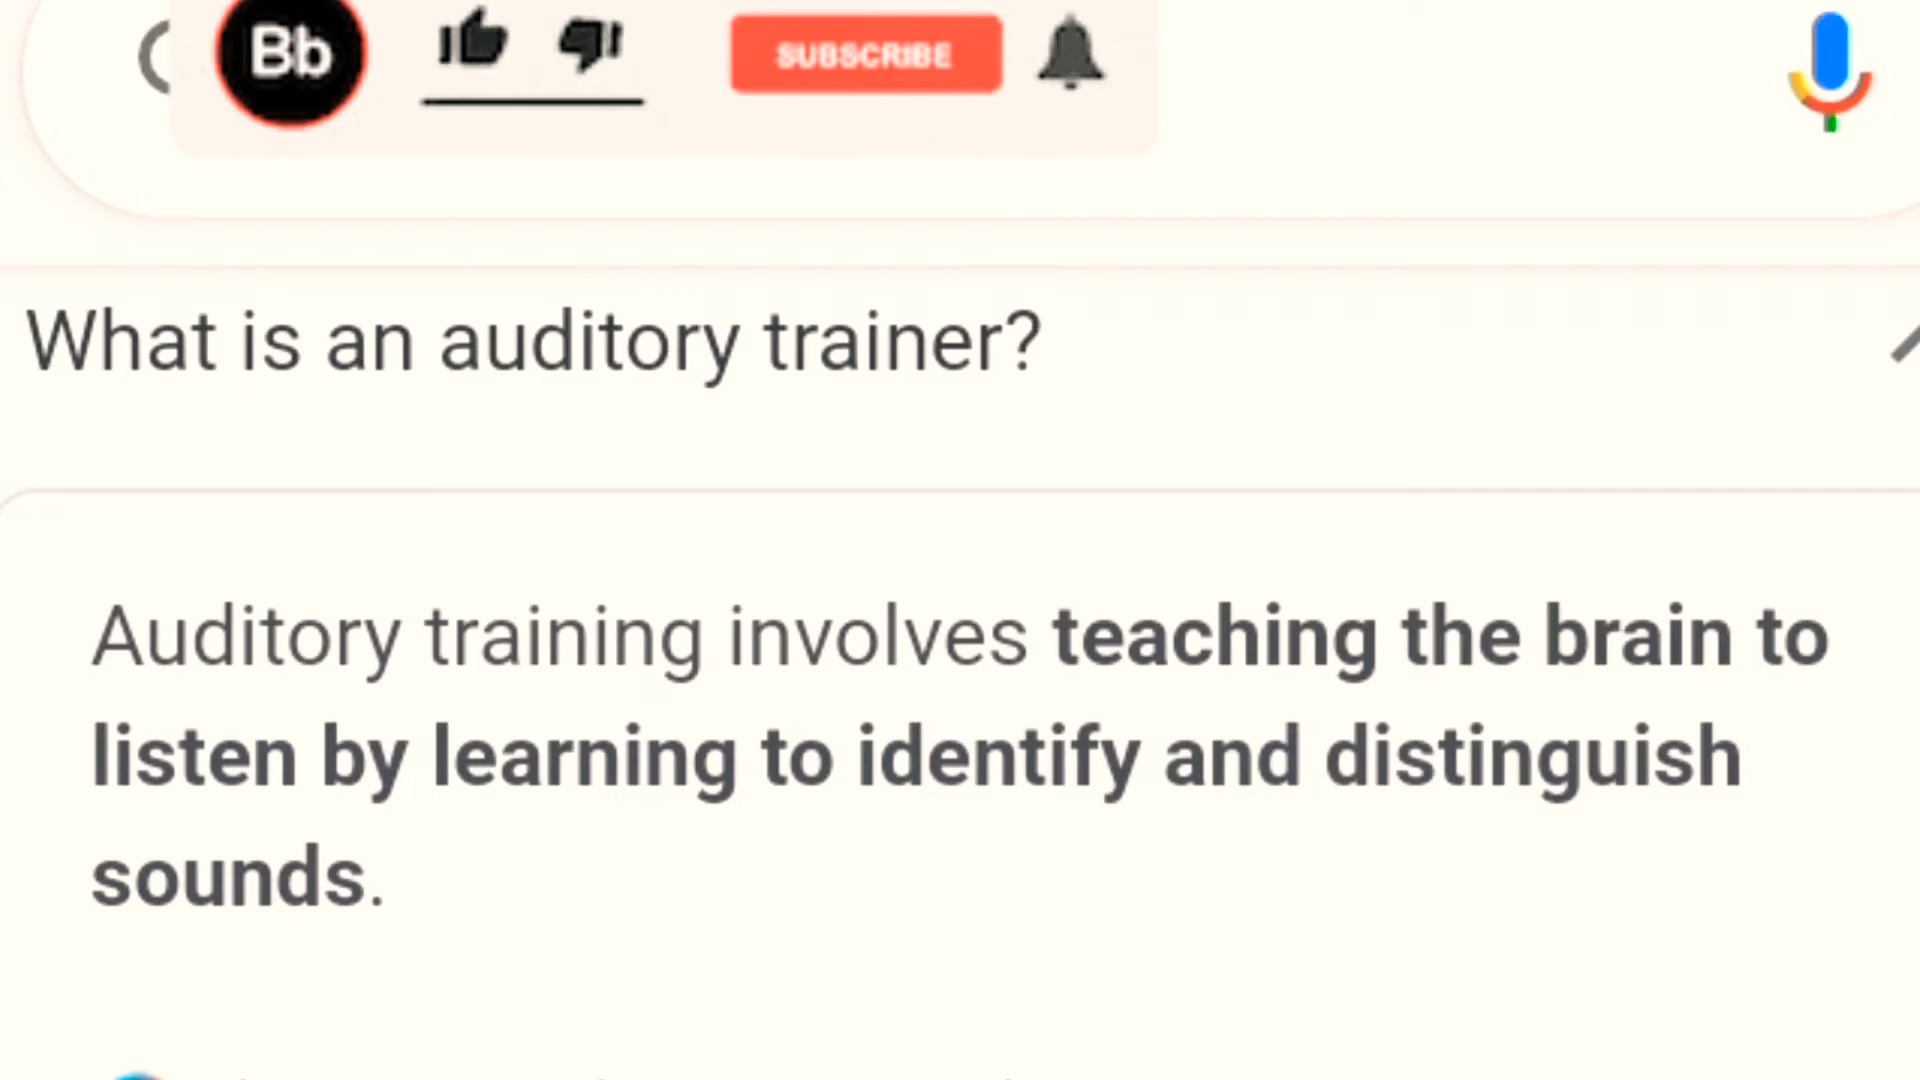 Bb
SUBSCRIBE
What is an auditory trainer?
Auditory training involves teaching the brain to
listen by learning to identify and distinguish
sounds.